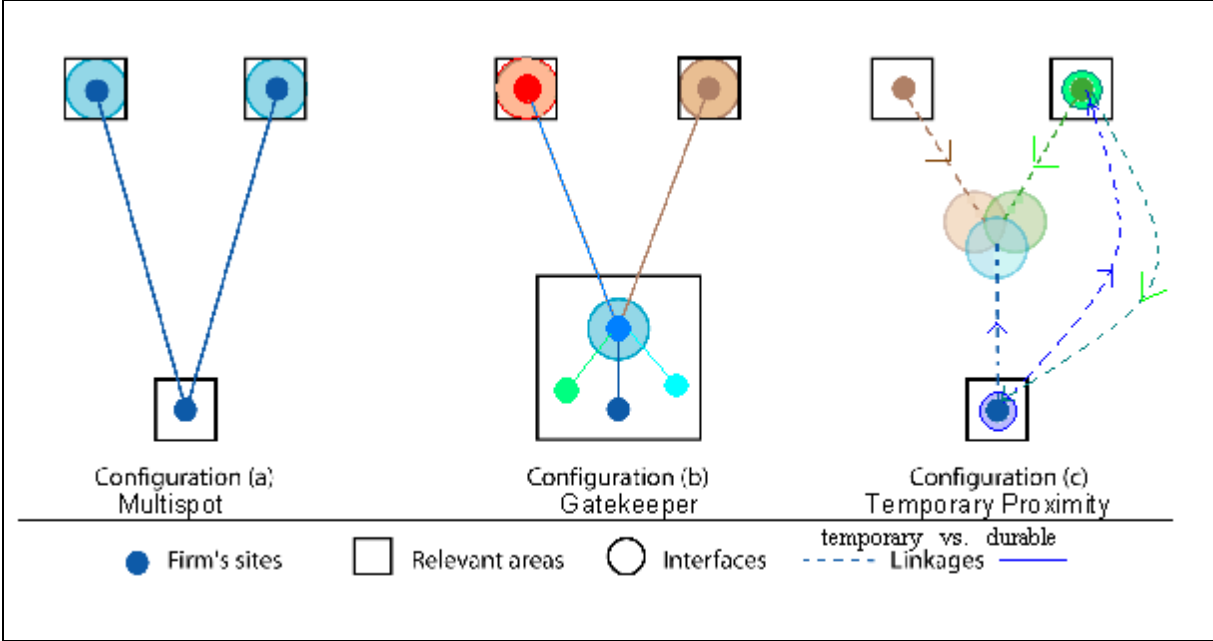 Configuration (a)
Multispot
Configuration (b)
Gatekeeper
Configuration (c)
Temporary Proximity
temporary vs. durable
Firm's sites
Relevant areas
Interfaces
Linkages